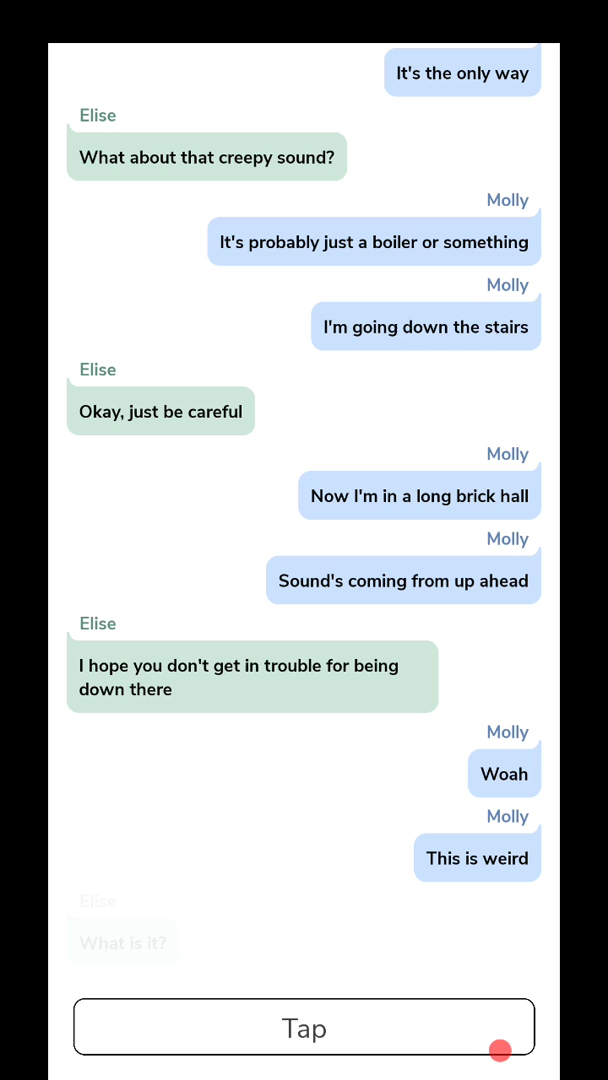 It's the only way
Elise
What about that creepy sound?
Molly
It's probably just a boiler or something
Molly
I'm going down the stairs
Elise
Okay, just be careful
Molly
Now I'm in a long brick hall
Molly
Sound's coming from up ahead
Elise
I hope you don't get in trouble for being
down there
Molly
Woah
Molly
This is weird
Elise
What is it?
Tap